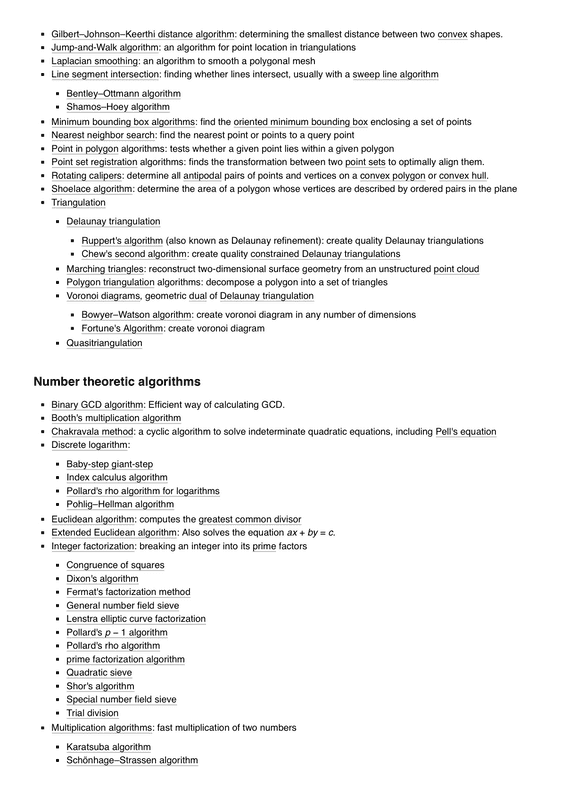 Gilbert–Johnson–Keerthi distance algorithm: determining the smallest distance between two convex shapes.
Jump-and-Walk algorithm: an algorithm for point location in triangulations
Laplacian smoothing: an algorithm to smooth a polygonal mesh
Line segment intersection: finding whether lines intersect, usually with a sweep line algorithm
Bentley–Ottmann algorithm
Shamos–Hoey algorithm
Minimum bounding box algorithms: find the oriented minimum bounding box enclosing a set of points
Nearest neighbor search: find the nearest point or points to a query point
Point in polygon algorithms: tests whether a given point lies within a given polygon
Point set registration algorithms: finds the transformation between two point sets to optimally align them.
Rotating calipers: determine all antipodal pairs of points and vertices on a convex polygon or convex hull.
Shoelace algorithm: determine the area of a polygon whose vertices are described by ordered pairs in the plane
Triangulation
Delaunay triangulation
Ruppert's algorithm (also known as Delaunay refinement): create quality Delaunay triangulations
Chew's second algorithm: create quality constrained Delaunay triangulations
Marching triangles: reconstruct two-dimensional surface geometry from an unstructured point cloud
Polygon triangulation algorithms: decompose a polygon into a set of triangles
Voronoi diagrams, geometric dual of Delaunay triangulation
Bowyer–Watson algorithm: create voronoi diagram in any number of dimensions
Fortune's Algorithm: create voronoi diagram
Quasitriangulation
Number theoretic algorithms
Binary GCD algorithm: Efficient way of calculating GCD.
Booth's multiplication algorithm
Chakravala method: a cyclic algorithm to solve indeterminate quadratic equations, including Pell's equation
Discrete logarithm:
Baby-step giant-step
Index calculus algorithm
Pollard's rho algorithm for logarithms
Pohlig–Hellman algorithm
Euclidean algorithm: computes the greatest common divisor
Extended Euclidean algorithm: Also solves the equation ax + by = c.
Integer factorization: breaking an integer into its prime factors
Congruence of squares
Dixon's algorithm
Fermat's factorization method
General number field sieve
Lenstra elliptic curve factorization
Pollard's p − 1 algorithm
Pollard's rho algorithm
prime factorization algorithm
Quadratic sieve
Shor's algorithm
Special number field sieve
Trial division
Multiplication algorithms: fast multiplication of two numbers
Karatsuba algorithm
Schönhage–Strassen algorithm